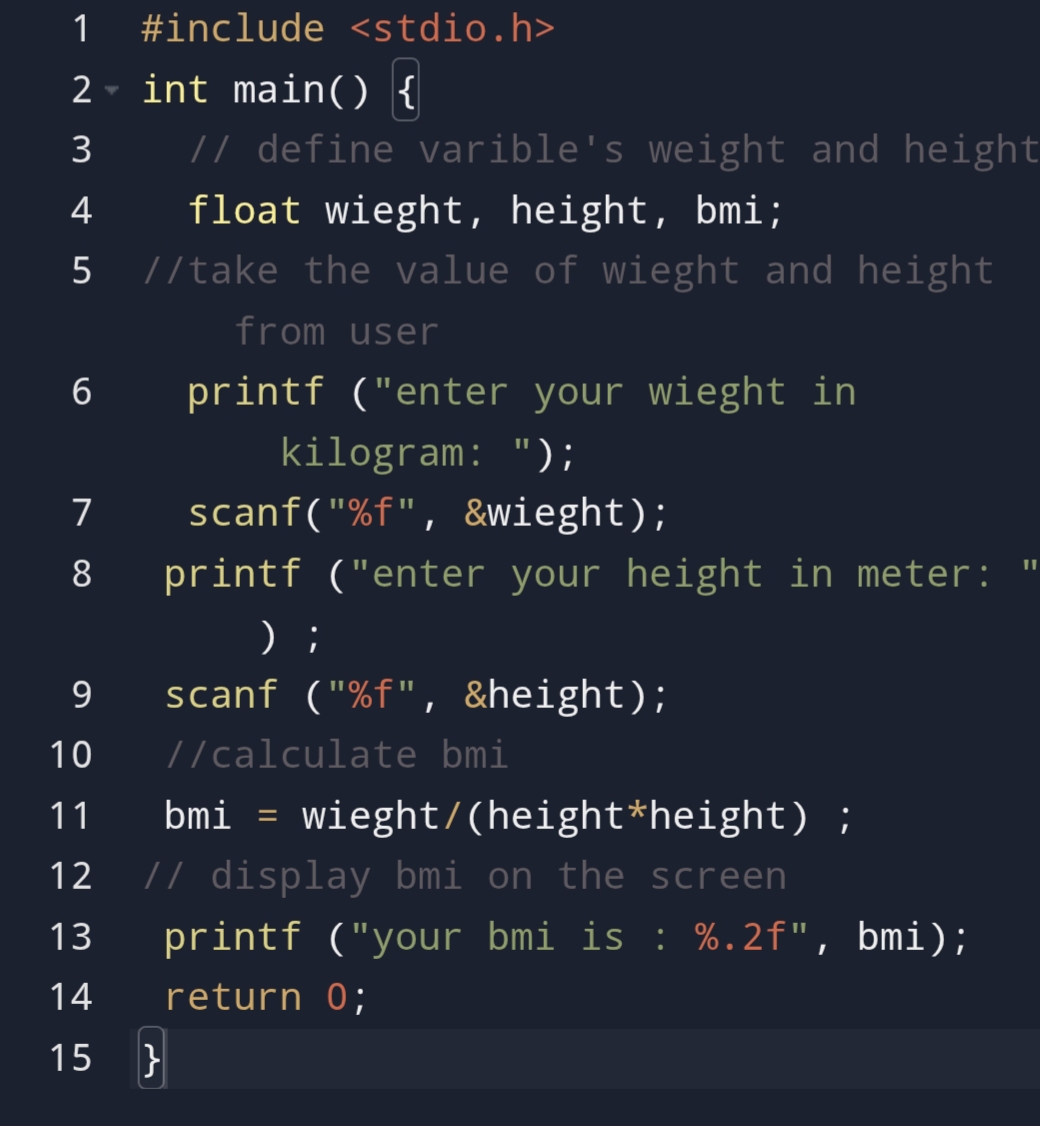 1 #include <stdio.h>
2 int main() {
3 // define varible's weight and height
4 float wieght, height, bmi;
5 //take the value of wieght and height
from user
6 printf ("enter your wieght in
kilogram: ");
7 scanf("%f", &wieght);
8 printf ("enter your height in meter: "
) ;
9 scanf ("%f", &height);
10 //calculate bmi
11 bmi = wieght/(height*height) ;
12 // display bmi on the screen
13 printf ("your bmi is : %.2f", bmi);
14 return 0;
15 }